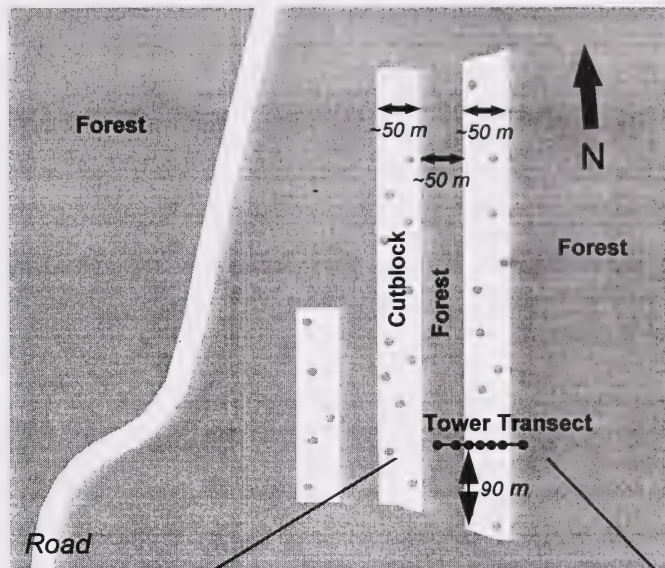 Forest
~50 m
~50 m
~50 m
N
Cutblock
Forest
Forest
Tower Transect
90 m
Road